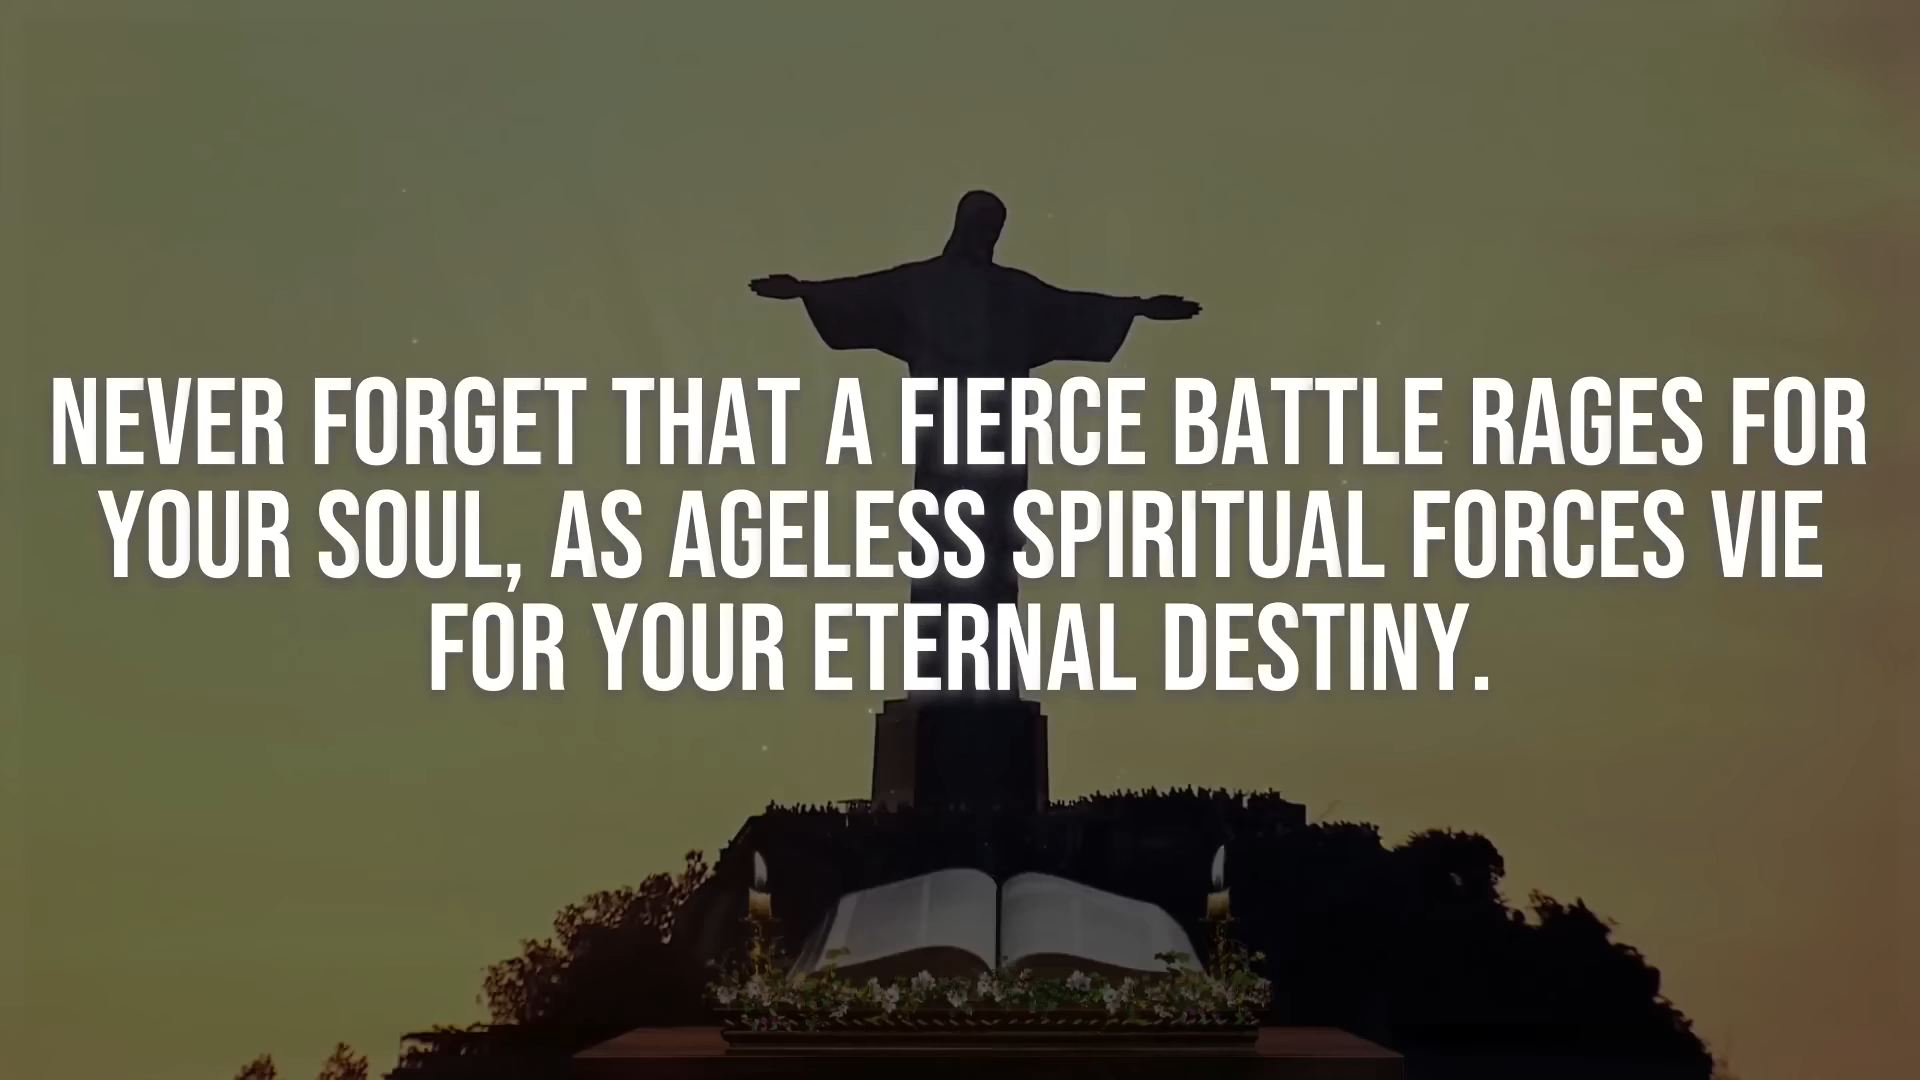 NEVER FORGET THAT A FIERCE BATTLE RAGES FOR
YOUR SOUL, AS AGELESS SPIRITUAL FORCES VIE
FOR YOUR ETERNAL DESTINY.